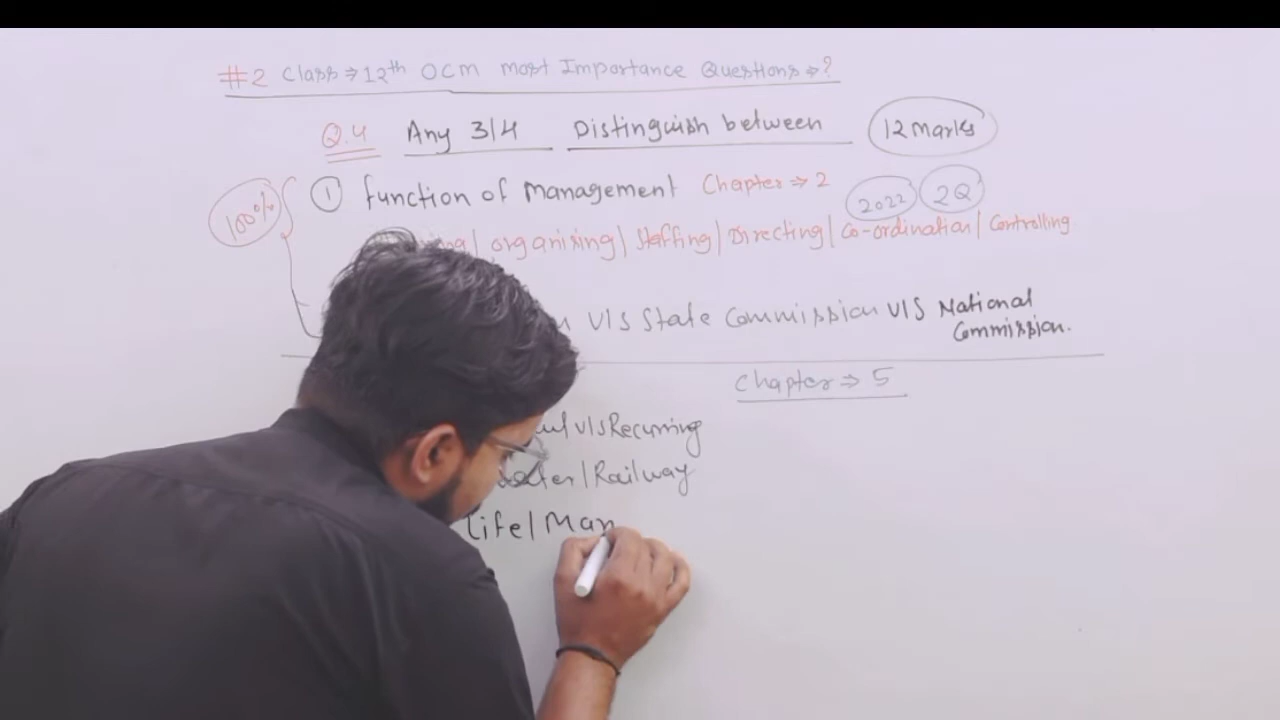 #2 Class⇒12th OCM Most Importance Questions⇒?
Q.4 Any 3/4 Distinguish between 12 Marks
100% ① Function of Management Chapter⇒2 2022 2Q
organising/ Staffing/ Directing/ Co-ordination/ Controlling
V/S State Commission V/S National
Commission.
Chapter⇒5
V/S Recurring
/Railway
Life/Man